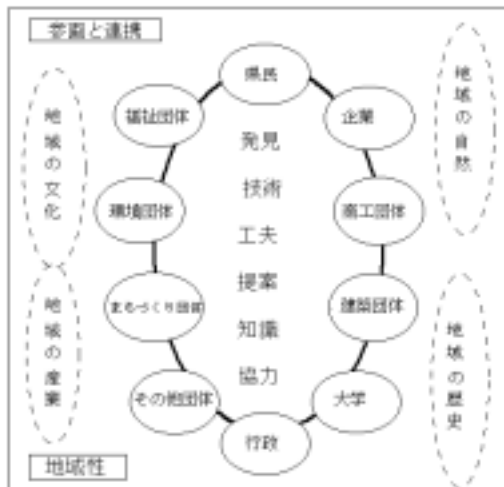 参画と連携
県民
福祉団体
企業
環境団体
商工団体
まちづくり団体
建築団体
その他団体
大学
行政
発見
技術
工夫
提案
知識
協力
地域の文化
地域の自然
地域の産業
地域の歴史
地域性